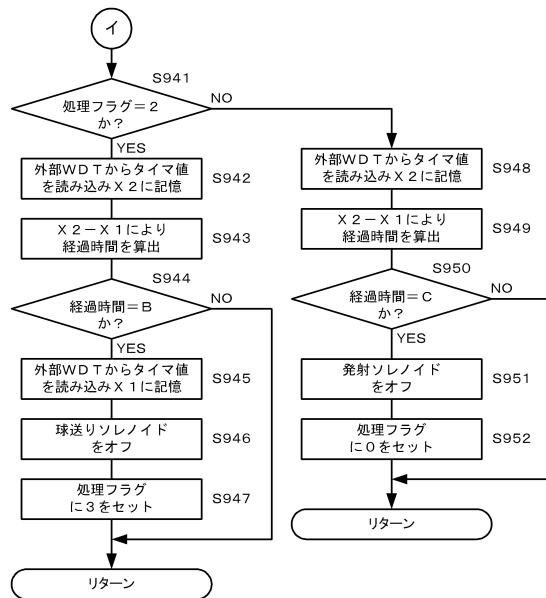 イ
S941
処理フラグ=2
か?
NO
YES
外部WDTからタイマ値
を読み込みX2に記憶
S942
X2-X1により
経過時間を算出
S943
S944
経過時間=B
か?
NO
YES
外部WDTからタイマ値
を読み込みX1に記憶
S945
球送りソレノイド
をオフ
S946
処理フラグ
に3をセット
S947
リターン
外部WDTからタイマ値
を読み込みX2に記憶
S948
X2-X1により
経過時間を算出
S949
S950
経過時間=C
か?
NO
YES
発射ソレノイド
をオフ
S951
処理フラグ
に0をセット
S952
リターン